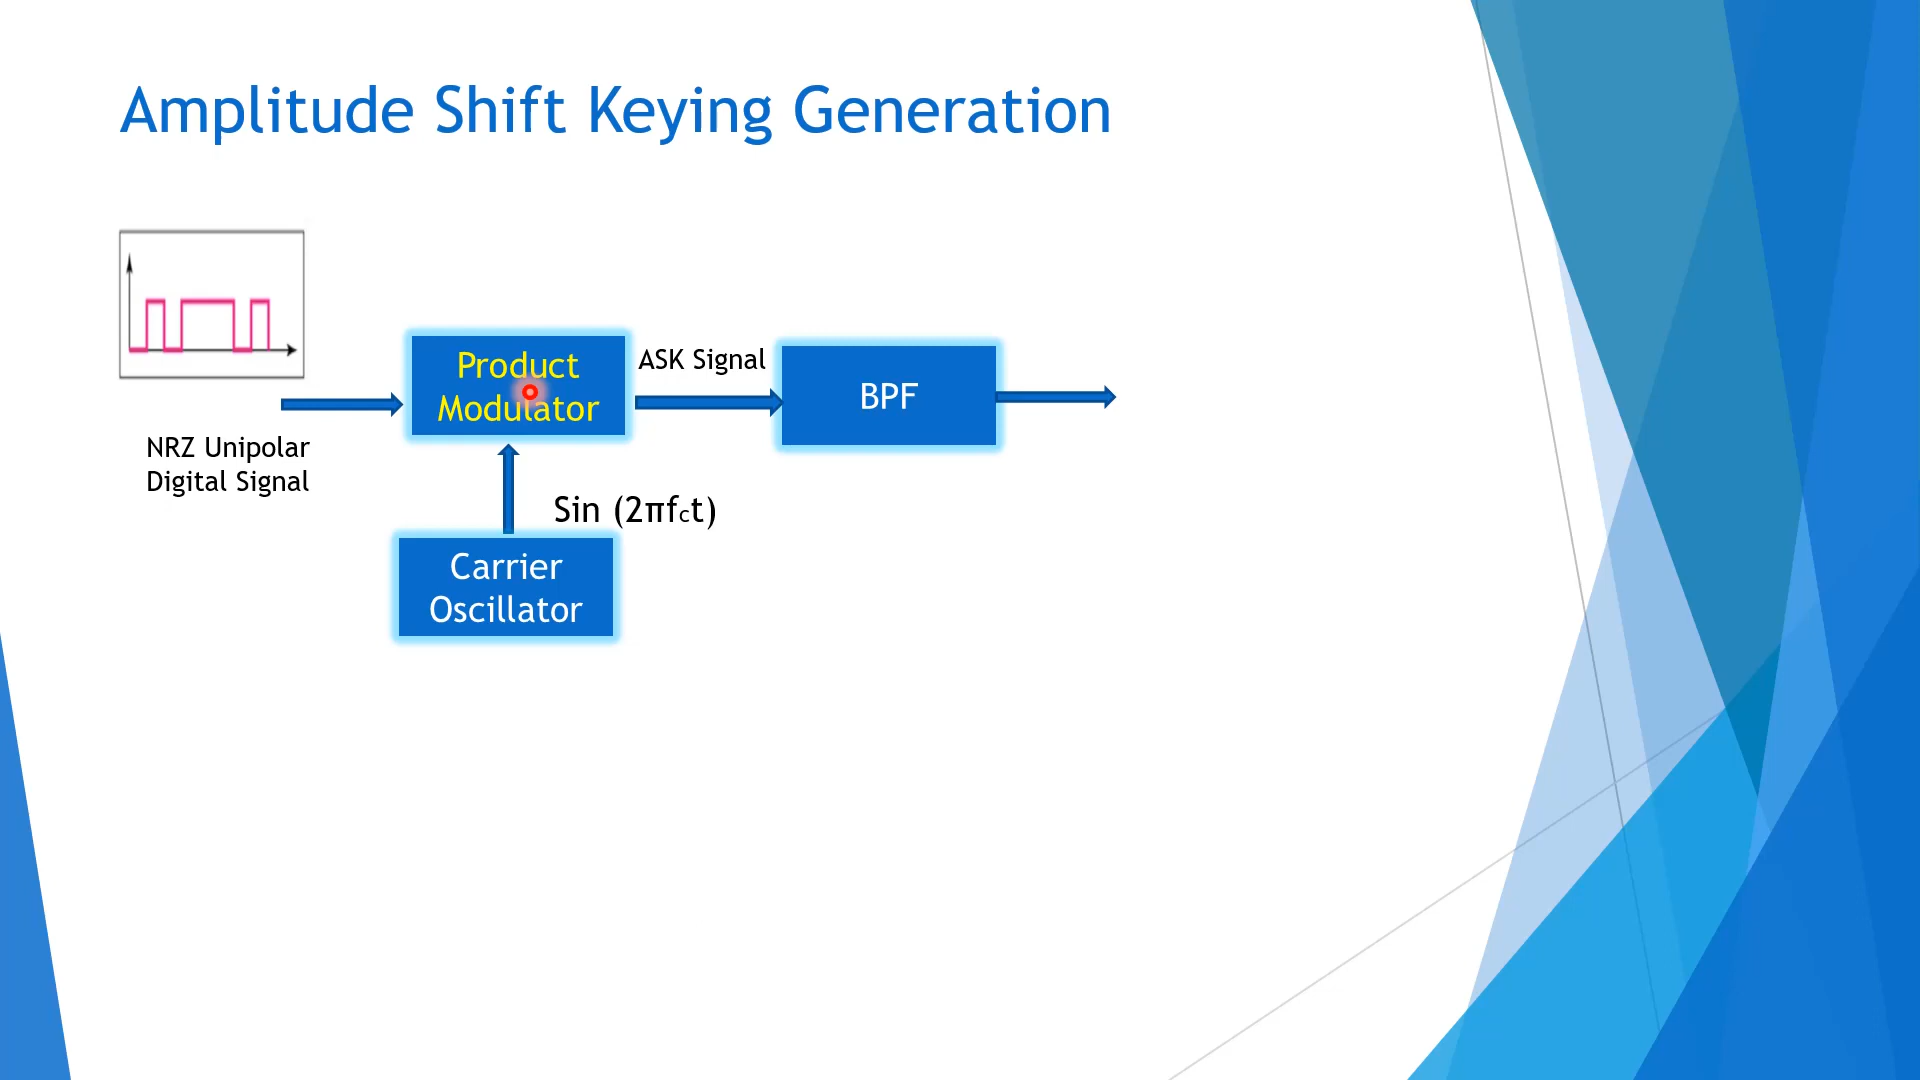 Amplitude Shift Keying Generation
Product
Modulator
ASK Signal
BPF
NRZ Unipolar
Digital Signal
Sin (2πfct)
Carrier
Oscillator